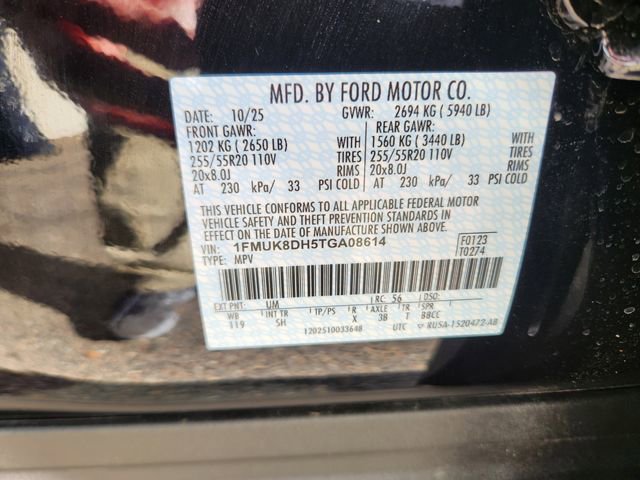 MFD. BY FORD MOTOR CO.
DATE: 10/25 GVWR: 2694 KG ( 5940 LB)
FRONT GAWR: REAR GAWR:
1202 KG ( 2650 LB) WITH 1560 KG ( 3440 LB) WITH
255/55R20 110V TIRES 255/55R20 110V TIRES
20x8.0J RIMS 20x8.0J RIMS
AT 230 kPa/ 33 PSI COLD AT 230 kPa/ 33 PSI COLD
THIS VEHICLE CONFORMS TO ALL APPLICABLE FEDERAL MOTOR
VEHICLE SAFETY AND THEFT PREVENTION STANDARDS IN
EFFECT ON THE DATE OF MANUFACTURE SHOWN ABOVE.
VIN: 1FMUK8DH5TGA08614 F0123
TYPE: MPV T0274
EXT PNT: UM RC: 56 DSO:
WB INT TR TP/PS R AXLE TR SPR
119 SH X 3B T BBCC
1202510033648 UTC RUSA-1520472-AB